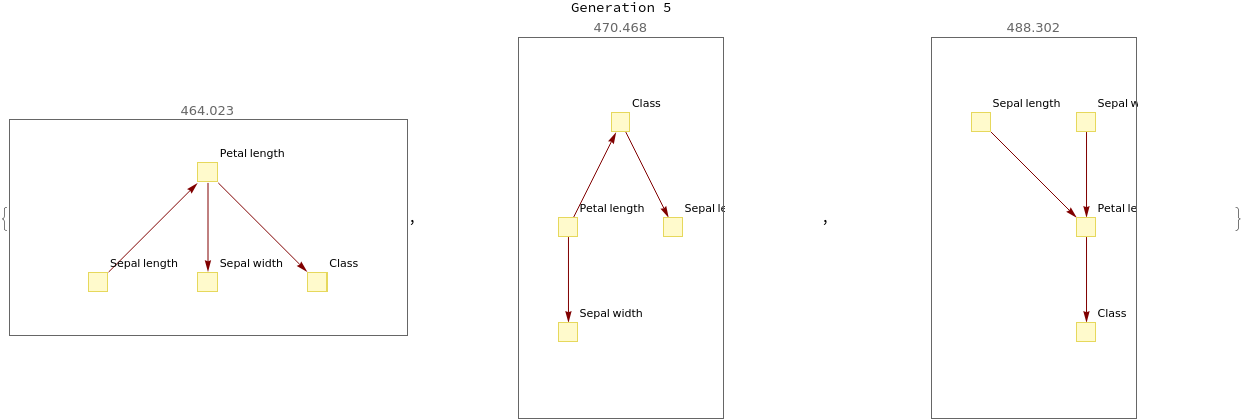 Generation 5
{
464.023
Petal length
Sepal length
Sepal width
Class
,
470.468
Class
Petal length
Sepal le
Sepal width
,
488.302
Sepal length
Sepal w
Petal le
Class
}